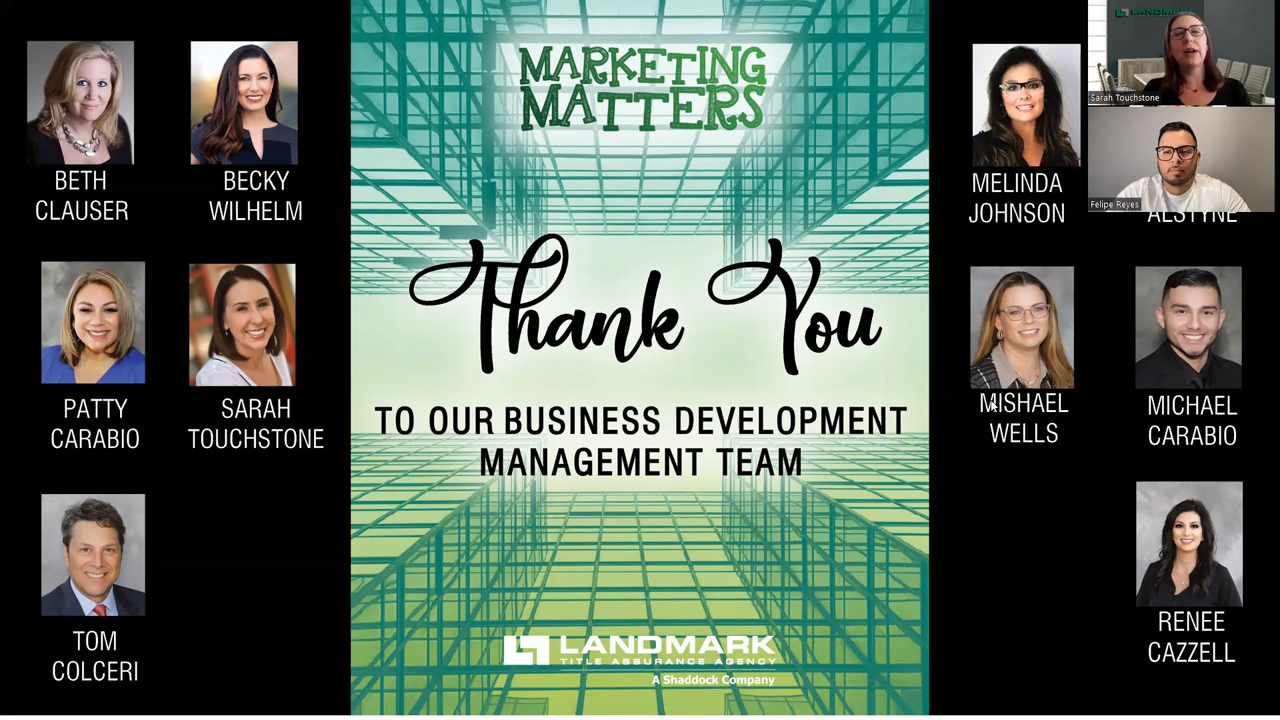 BETH
CLAUSER
BECKY
WILHELM
PATTY
CARABIO
SARAH
TOUCHSTONE
TOM
COLCERI
MARKETING
MATTERS
Thank You
TO OUR BUSINESS DEVELOPMENT
MANAGEMENT TEAM
LANDMARK
TITLE ASSURANCE AGENCY
A Shaddock Company
MELINDA
JOHNSON
ALSTYNE
MISHAEL
WELLS
MICHAEL
CARABIO
RENEE
CAZZELL
LANDMARK
Sarah Touchstone
Felipe Reyes